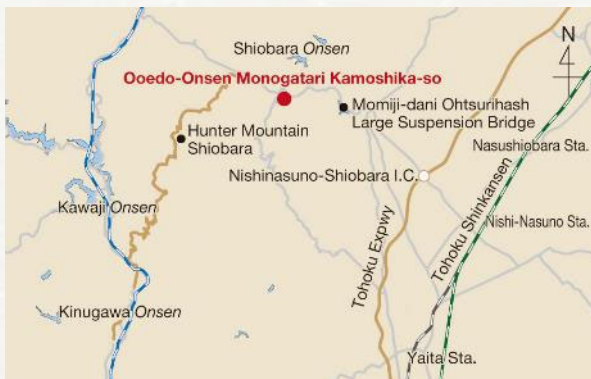 Shiobara Onsen
N
Ooedo-Onsen Monogatari Kamoshika-so
Momiji-dani Ohtsurihash
Large Suspension Bridge
Hunter Mountain
Shiobara
Nasushiobara Sta.
Nishinasuno-Shiobara I.C.
Kawaji Onsen
Nishi-Nasuno Sta.
Tohoku Expwy
Tohoku Shinkansen
Kinugawa Onsen
Yaita Sta.